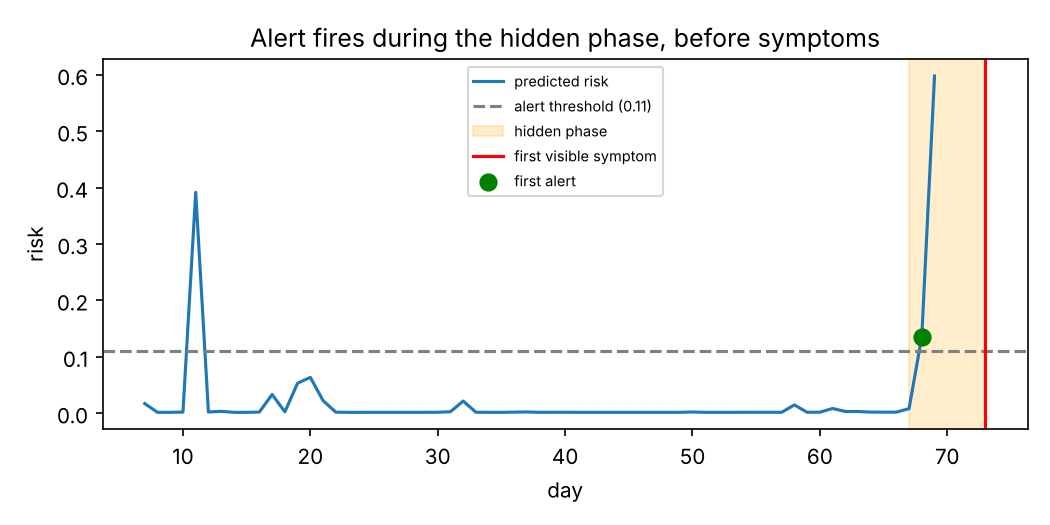 Alert fires during the hidden phase, before symptoms
predicted risk
alert threshold (0.11)
hidden phase
first visible symptom
first alert
risk
0.6
0.5
0.4
0.3
0.2
0.1
0.0
10 20 30 40 50 60 70
day